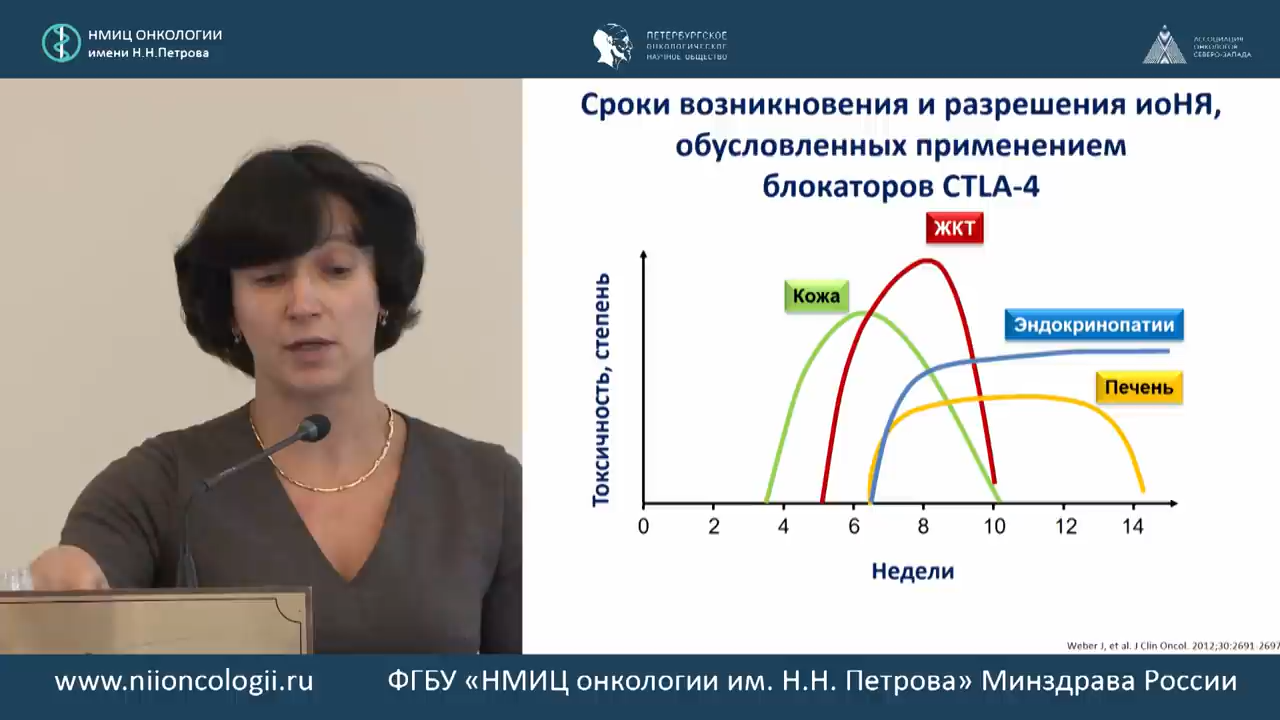 НМИЦ ОНКОЛОГИИ
имени Н.Н.Петрова
ПЕТЕРБУРГСКОЕ
ОНКОЛОГИЧЕСКОЕ
НАУЧНОЕ ОБЩЕСТВО
АССОЦИАЦИЯ
ОНКОЛОГОВ
СЕВЕРО-ЗАПАДА
Сроки возникновения и разрешения иоНЯ,
обусловленных применением
блокаторов CTLA-4
ЖКТ
Кожа
Эндокринопатии
Печень
Токсичность, степень
0 2 4 6 8 10 12 14
Недели
Weber J, et al. J Clin Oncol. 2012;30:2691-2697
www.niioncologii.ru
ФГБУ «НМИЦ онкологии им. Н.Н. Петрова» Минздрава России